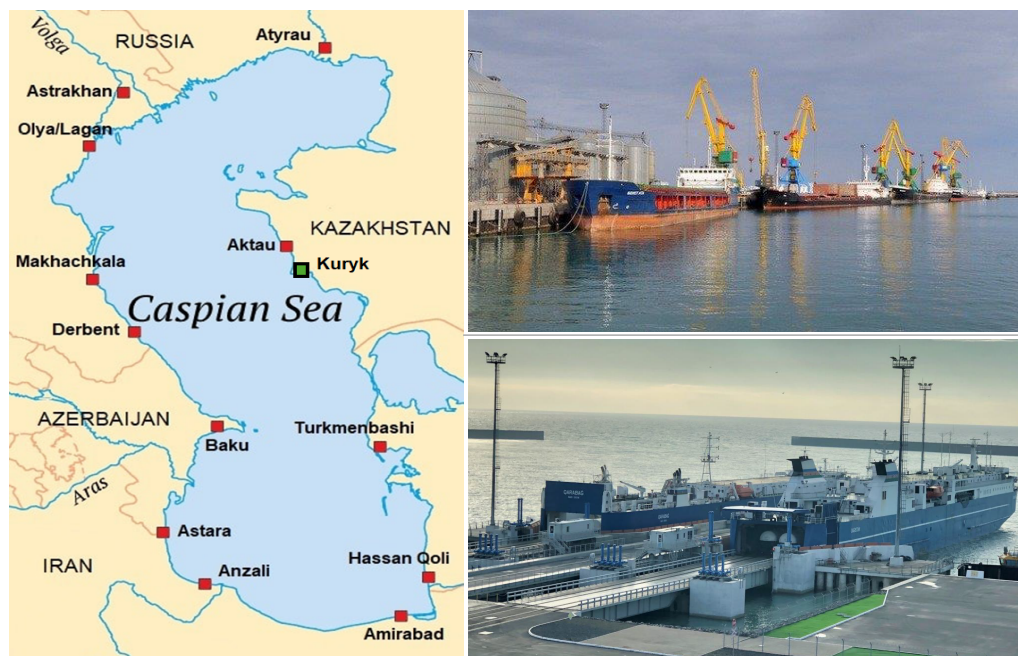 Volga
RUSSIA
Atyrau
Astrakhan
Olya/Lagan
KAZAKHSTAN
Aktau
Kuryk
Makhachkala
Caspian Sea
Derbent
AZERBAIJAN
Turkmenbashi
Baku
Aras
Astara
Hassan Qoli
IRAN
Anzali
Amirabad
GARABAG